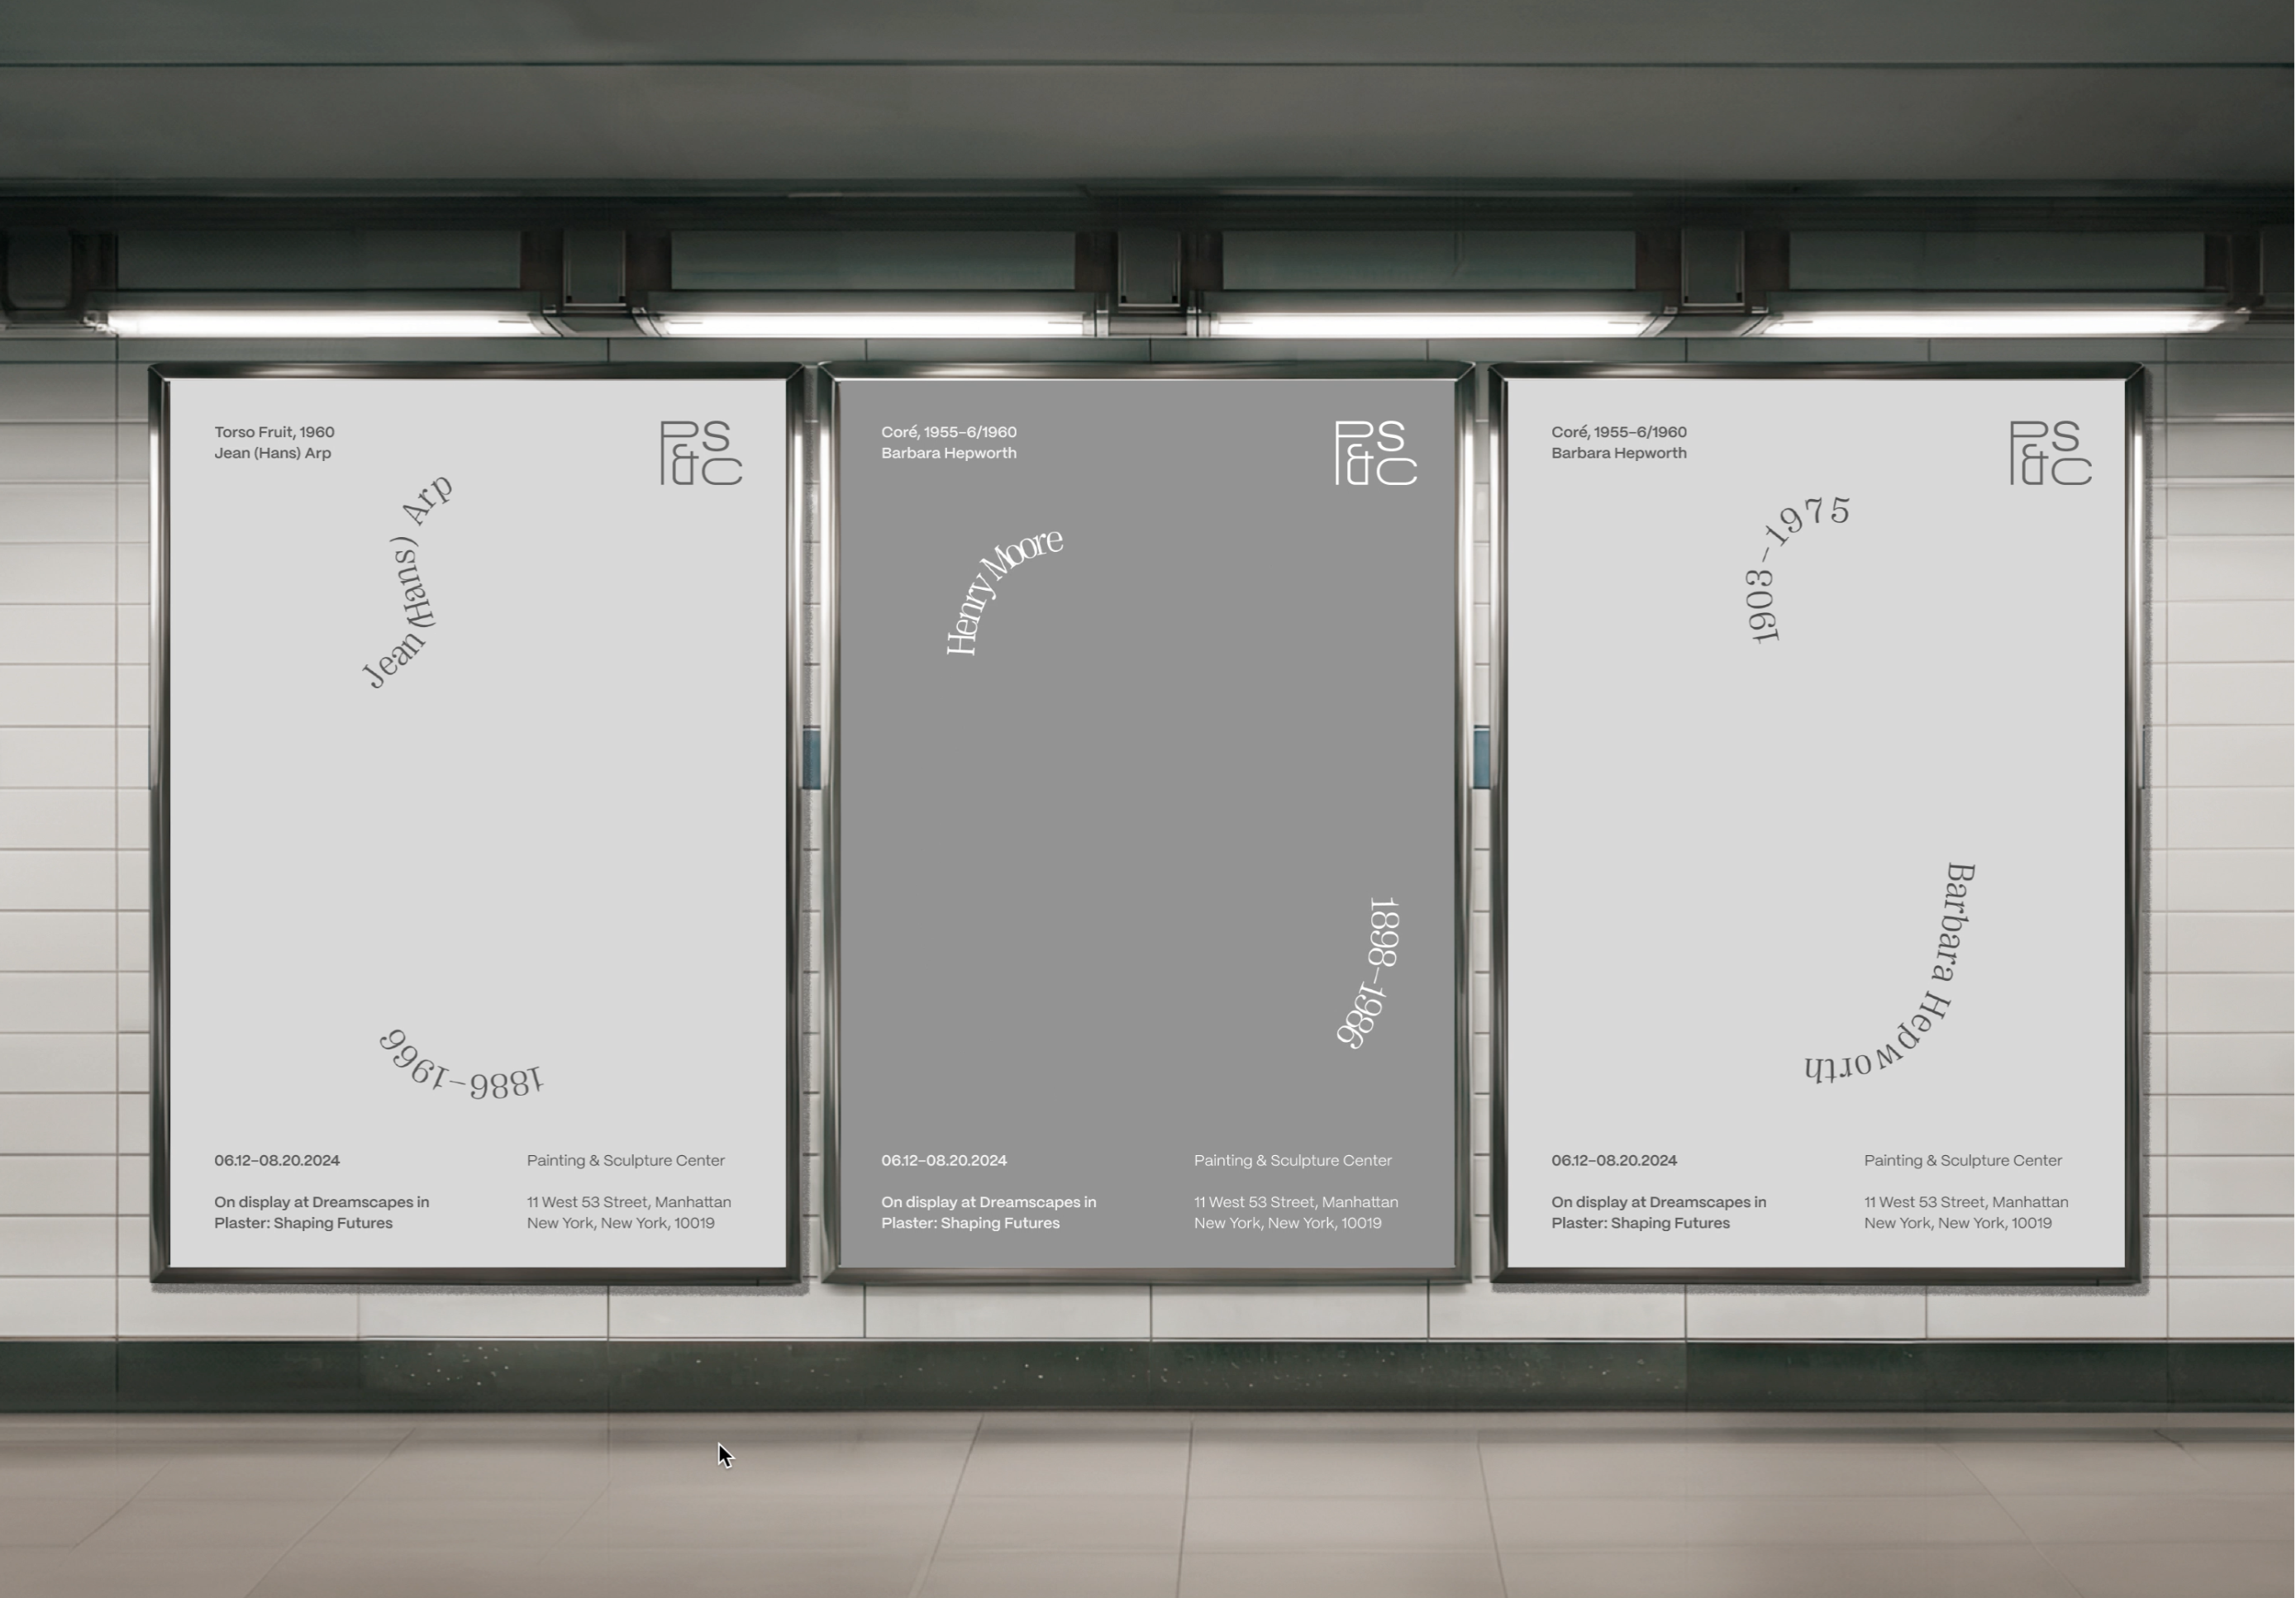 Torso Fruit, 1960
Jean (Hans) Arp
PS
&C
Jean (Hans) Arp
1886–1966
06.12–08.20.2024
On display at Dreamscapes in
Plaster: Shaping Futures
Painting & Sculpture Center
11 West 53 Street, Manhattan
New York, New York, 10019
Coré, 1955–6/1960
Barbara Hepworth
PS
&C
Henry Moore
1898–1986
06.12–08.20.2024
On display at Dreamscapes in
Plaster: Shaping Futures
Painting & Sculpture Center
11 West 53 Street, Manhattan
New York, New York, 10019
Coré, 1955–6/1960
Barbara Hepworth
PS
&C
1903–1975
Barbara Hepworth
06.12–08.20.2024
On display at Dreamscapes in
Plaster: Shaping Futures
Painting & Sculpture Center
11 West 53 Street, Manhattan
New York, New York, 10019